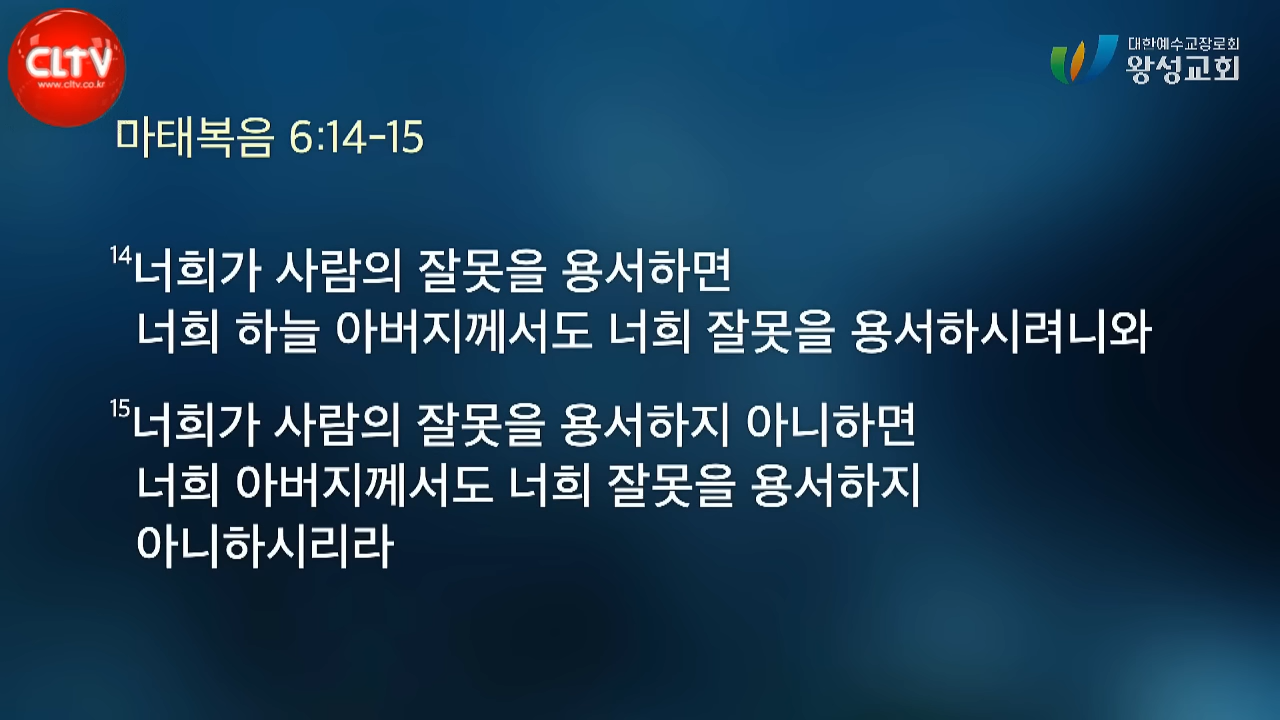 CLTV
www.cltv.co.kr
대한예수교장로회
왕성교회
마태복음 6:14-15
14너희가 사람의 잘못을 용서하면
너희 하늘 아버지께서도 너희 잘못을 용서하시려니와
15너희가 사람의 잘못을 용서하지 아니하면
너희 아버지께서도 너희 잘못을 용서하지
아니하시리라